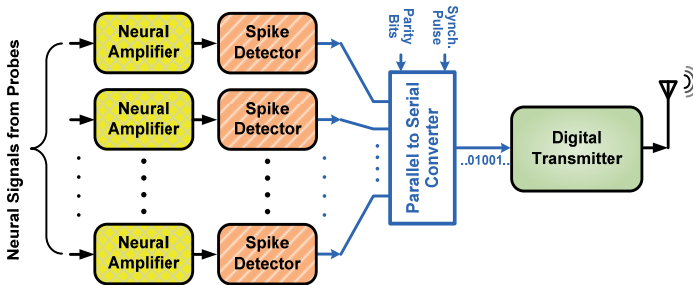 Neural Signals from Probes
Neural
Amplifier
Spike
Detector
Neural
Amplifier
Spike
Detector
Neural
Amplifier
Spike
Detector
Parity
Bits
Synch.
Pulse
Parallel to Serial
Converter
..01001..
Digital
Transmitter